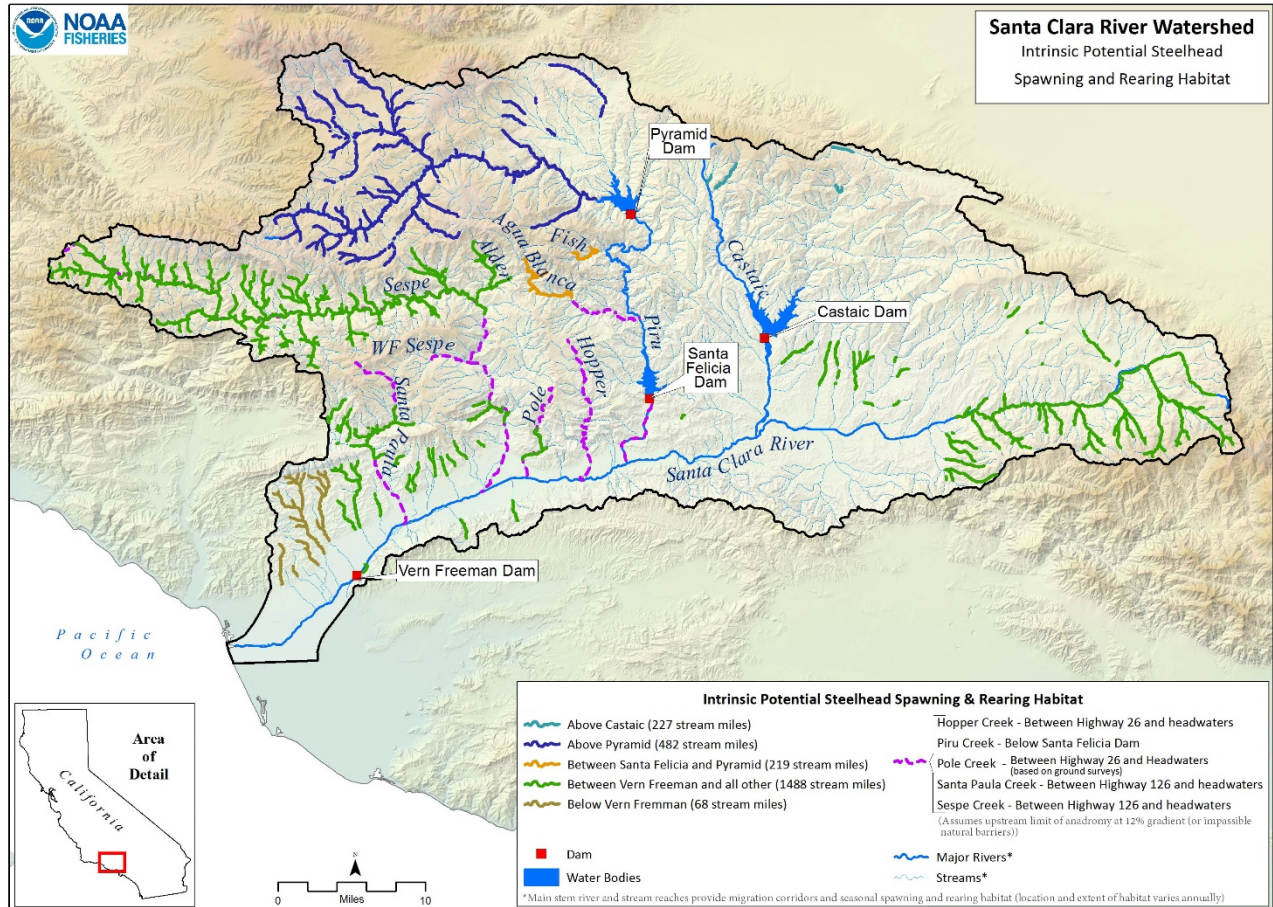 NOAA
FISHERIES
Santa Clara River Watershed
Intrinsic Potential Steelhead
Spawning and Rearing Habitat
Pyramid
Dam
Fish
Agua Blanca
Alder
Sespe
Castaic
Castaic Dam
Piru
WF Sespe
Hopper
Santa
Felicia
Dam
Pole
Santa Paula
Santa Clara River
Vern Freeman Dam
Pacific
Ocean
Area
of
Detail
California
0
10
Miles
Intrinsic Potential Steelhead Spawning & Rearing Habitat
Above Castaic (227 stream miles)
Above Pyramid (482 stream miles)
Between Santa Felicia and Pyramid (219 stream miles)
Between Vern Freeman and all other (1488 stream miles)
Below Vern Fremman (68 stream miles)
Dam
Water Bodies
Hopper Creek - Between Highway 26 and headwaters
Piru Creek - Below Santa Felicia Dam
Pole Creek - Between Highway 26 and Headwaters
(based on ground surveys)
Santa Paula Creek - Between Highway 126 and headwaters
Sespe Creek - Between Highway 126 and headwaters
(Assumes upstream limit of anadromy at 12% gradient (or impassible
natural barriers))
Major Rivers*
Streams*
*Main stem river and stream reaches provide migration corridors and seasonal spawning and rearing habitat (location and extent of habitat varies annually)